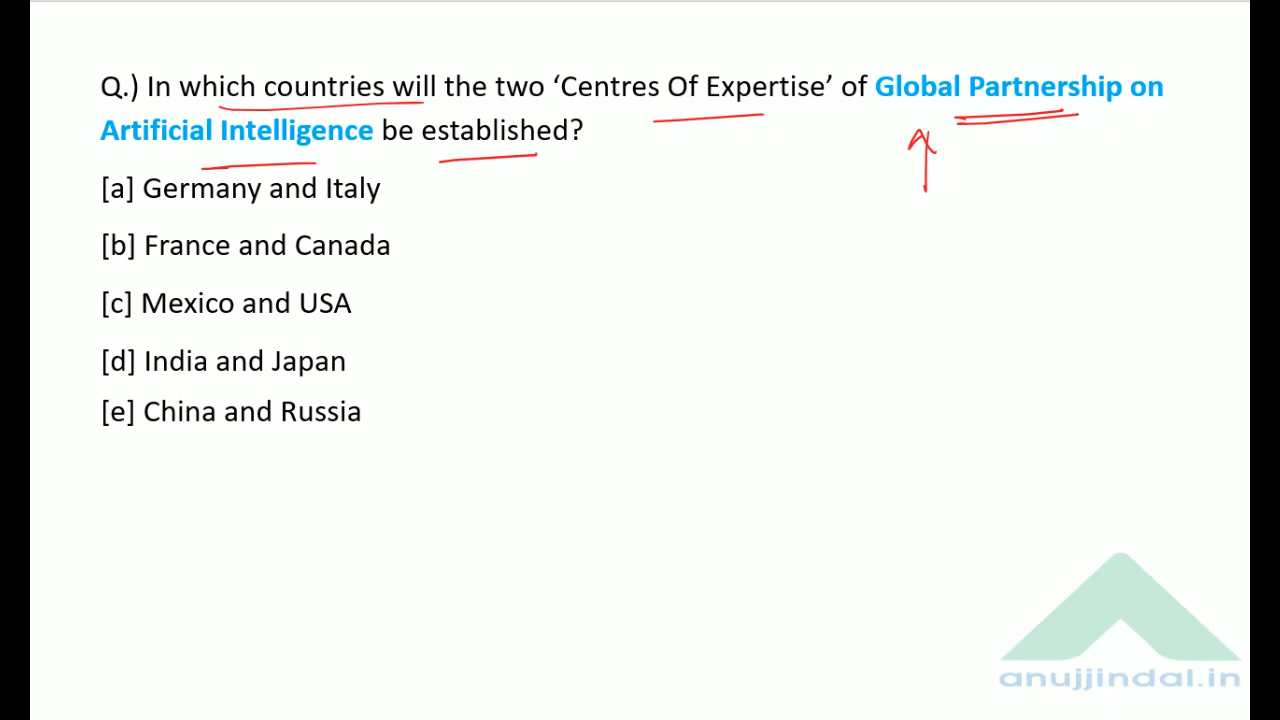 Q.) In which countries will the two ‘Centres Of Expertise’ of Global Partnership on
Artificial Intelligence be established?
[a] Germany and Italy
[b] France and Canada
[c] Mexico and USA
[d] India and Japan
[e] China and Russia
anujjindal.in